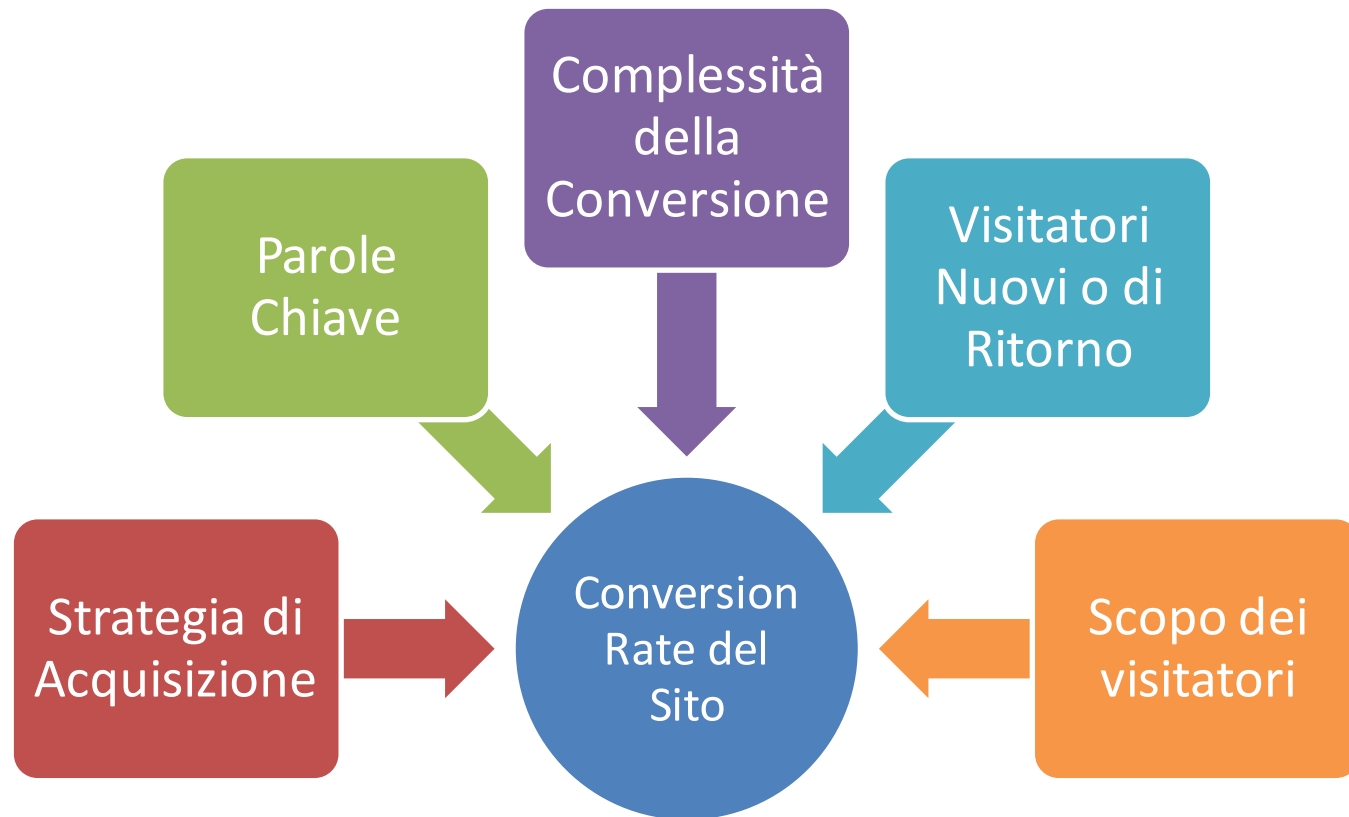 Complessità
della
Conversione
Parole
Chiave
Visitatori
Nuovi o di
Ritorno
Strategia di
Acquisizione
Conversion
Rate del
Sito
Scopo dei
visitatori